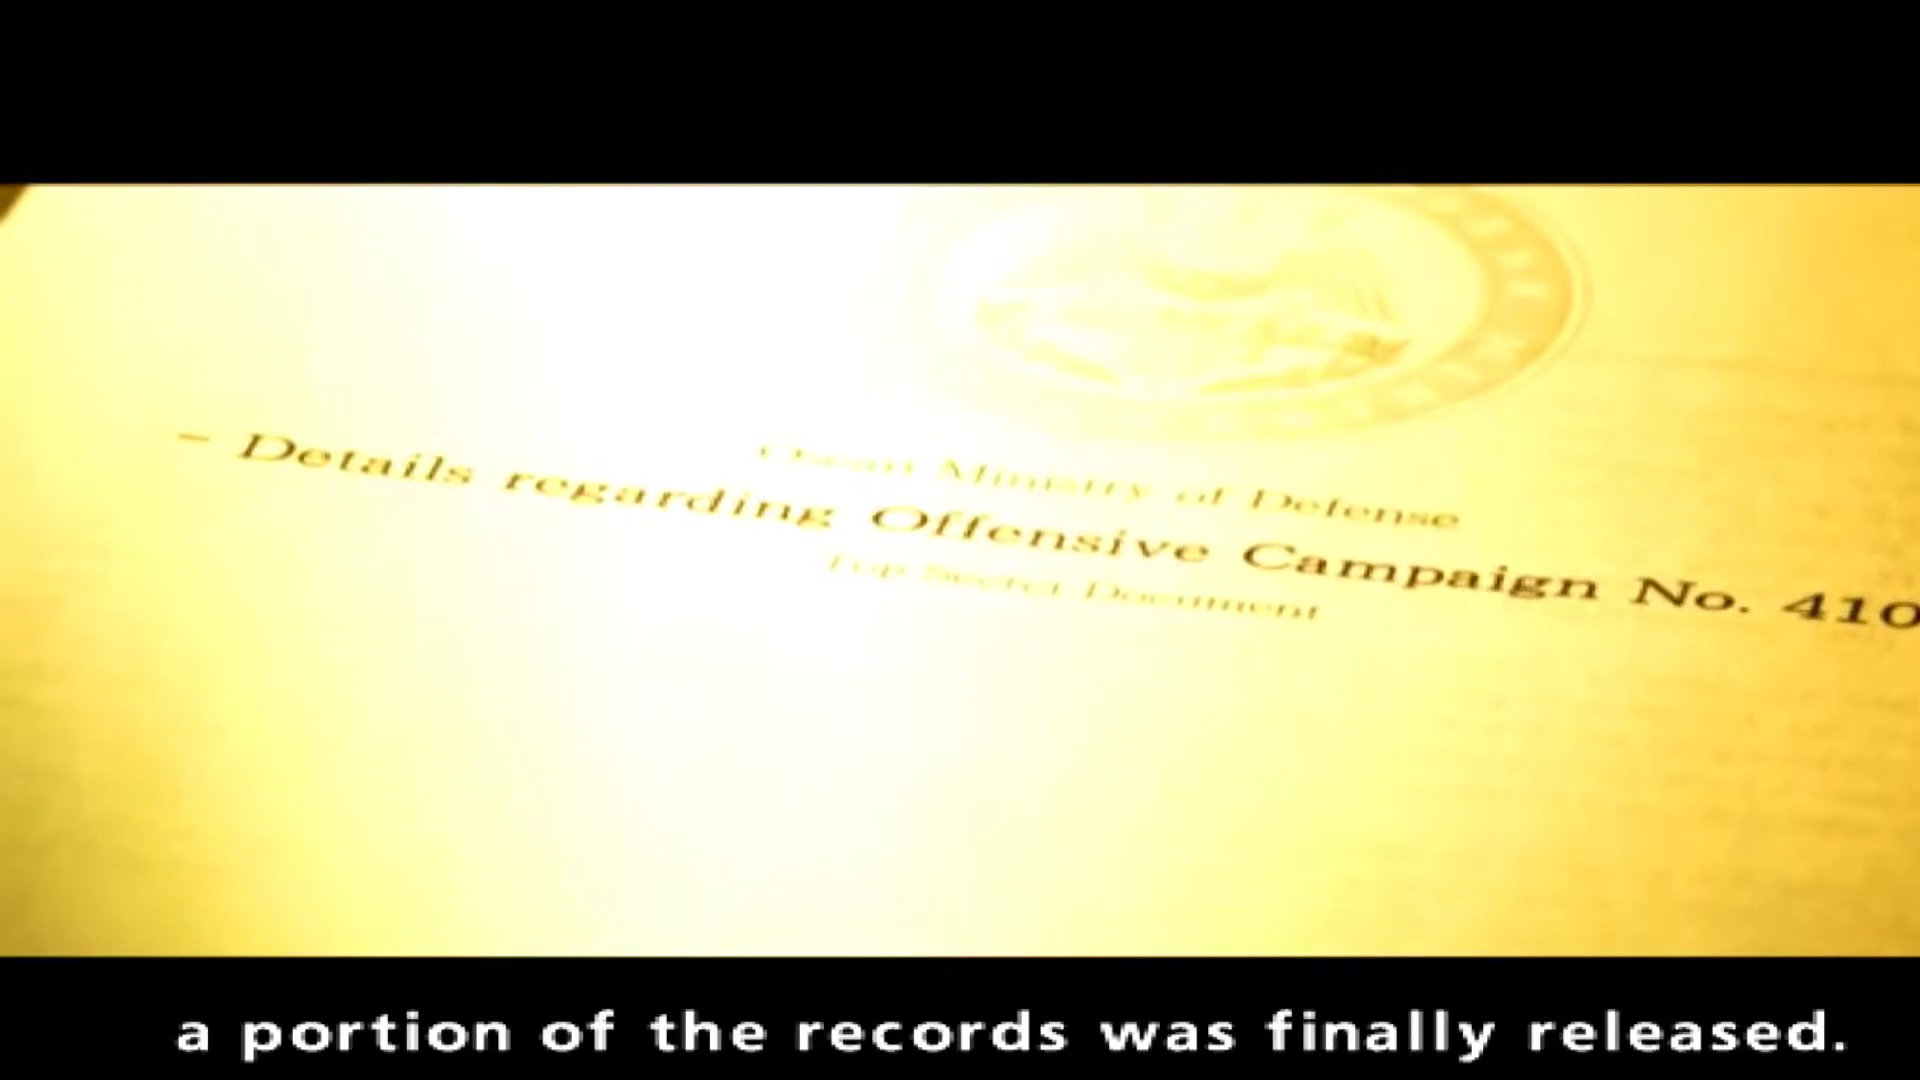 Ministry of Defense
– Details regarding Offensive Campaign No. 410
Top Secret Document
a portion of the records was finally released.